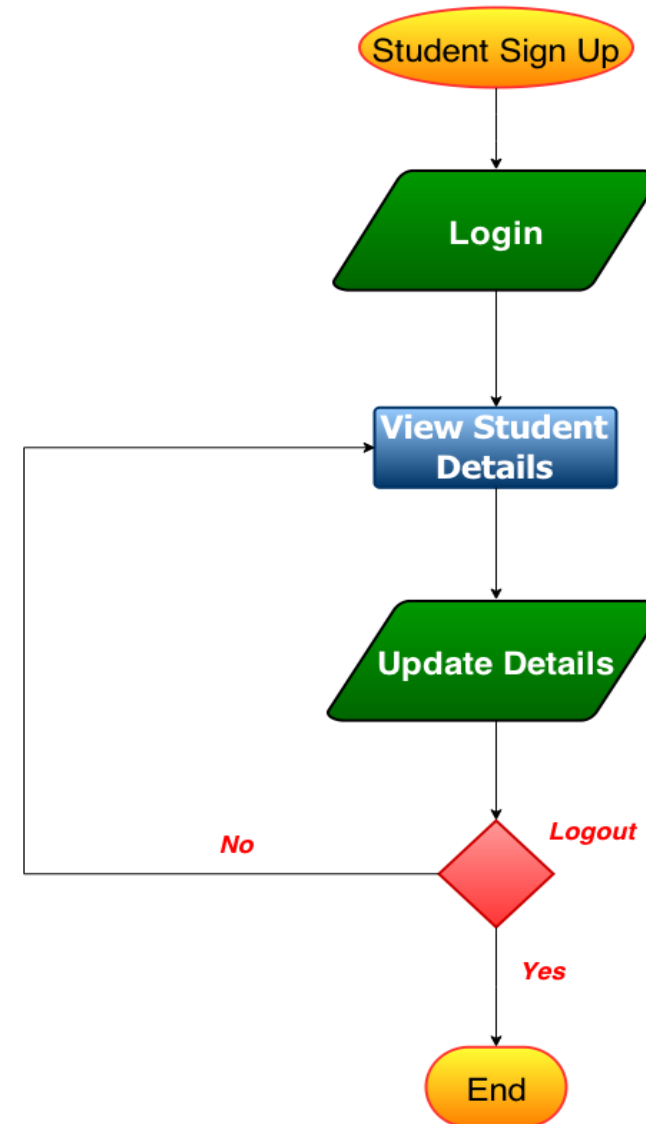 Student Sign Up
Login
View Student
Details
Update Details
Logout
No
Yes
End